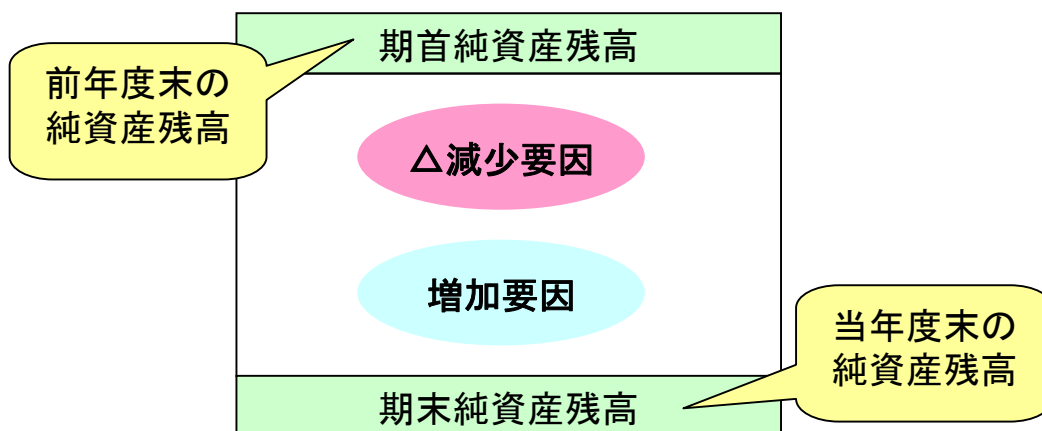 期首純資産残高
前年度末の
純資産残高
△減少要因
増加要因
当年度末の
純資産残高
期末純資産残高